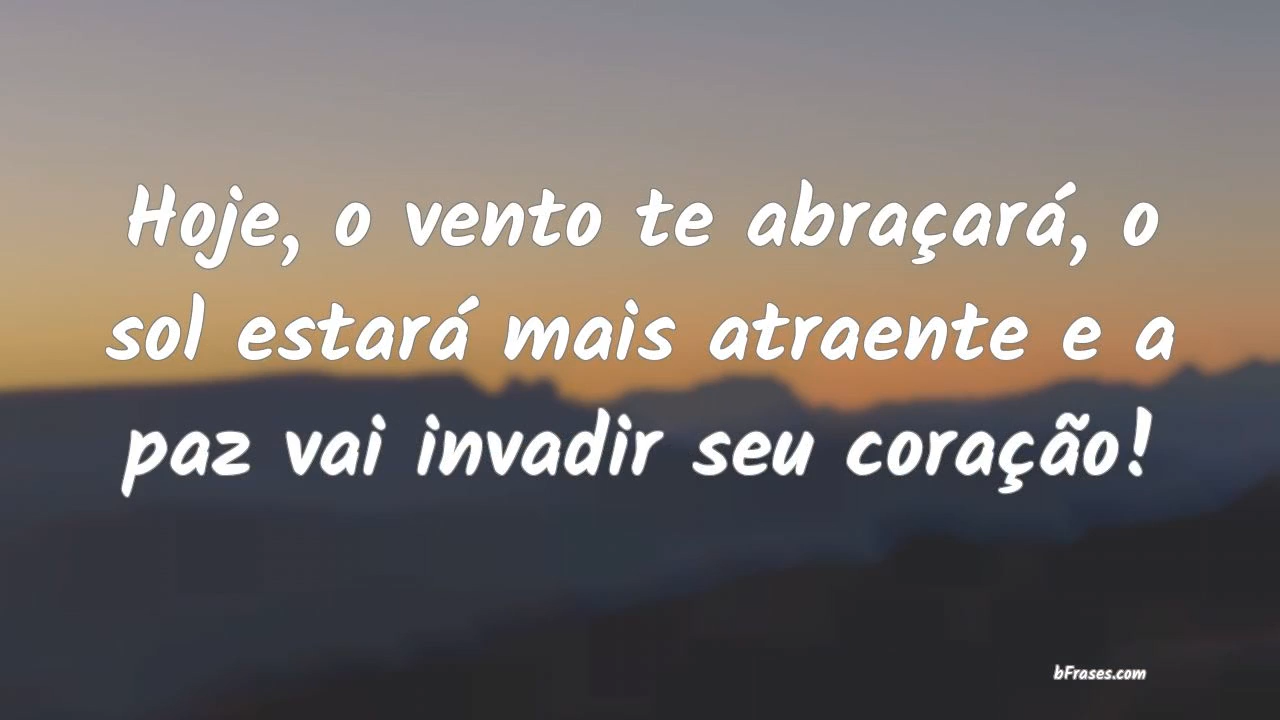 Hoje, o vento te abraçará, o
sol estará mais atraente e a
paz vai invadir seu coração!
bFrases.com